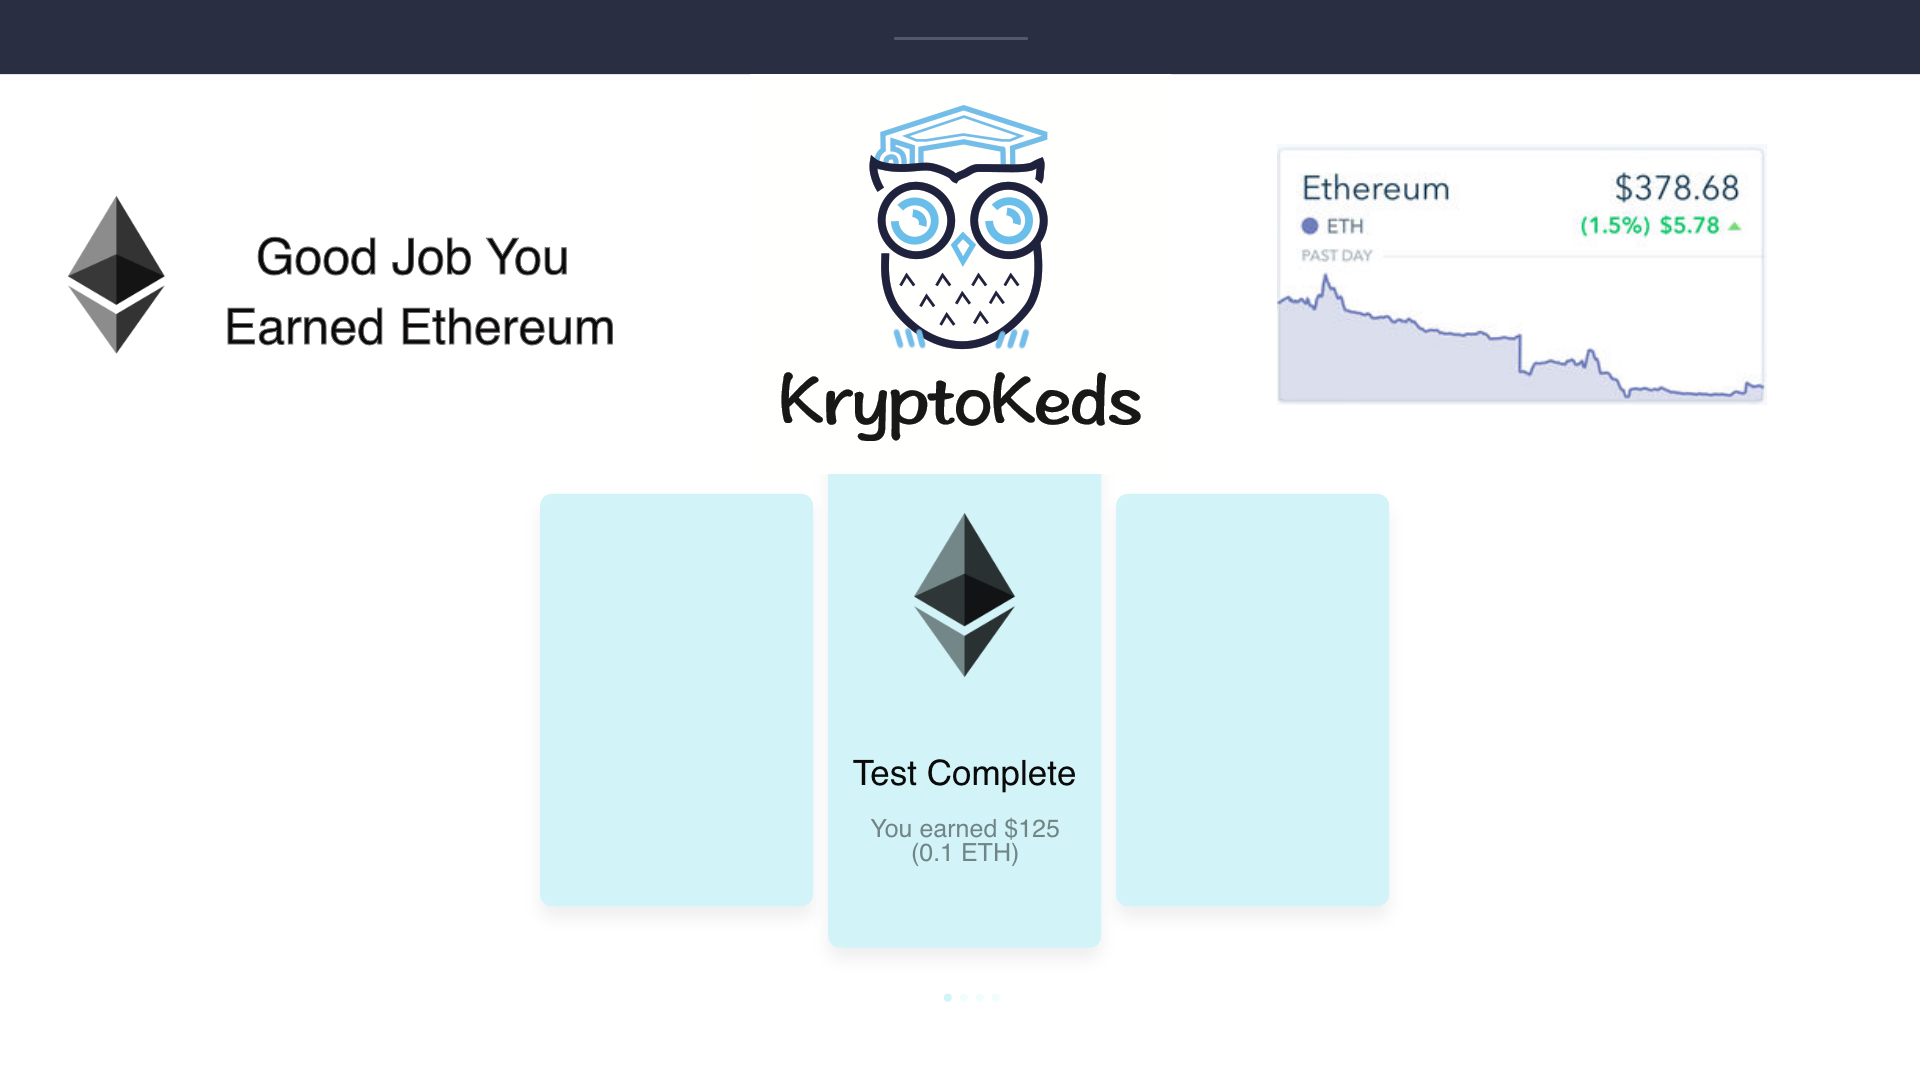 Good Job You
Earned Ethereum
KryptoKeds
Ethereum $378.68
ETH (1.5%) $5.78
PAST DAY
Test Complete
You earned $125
(0.1 ETH)